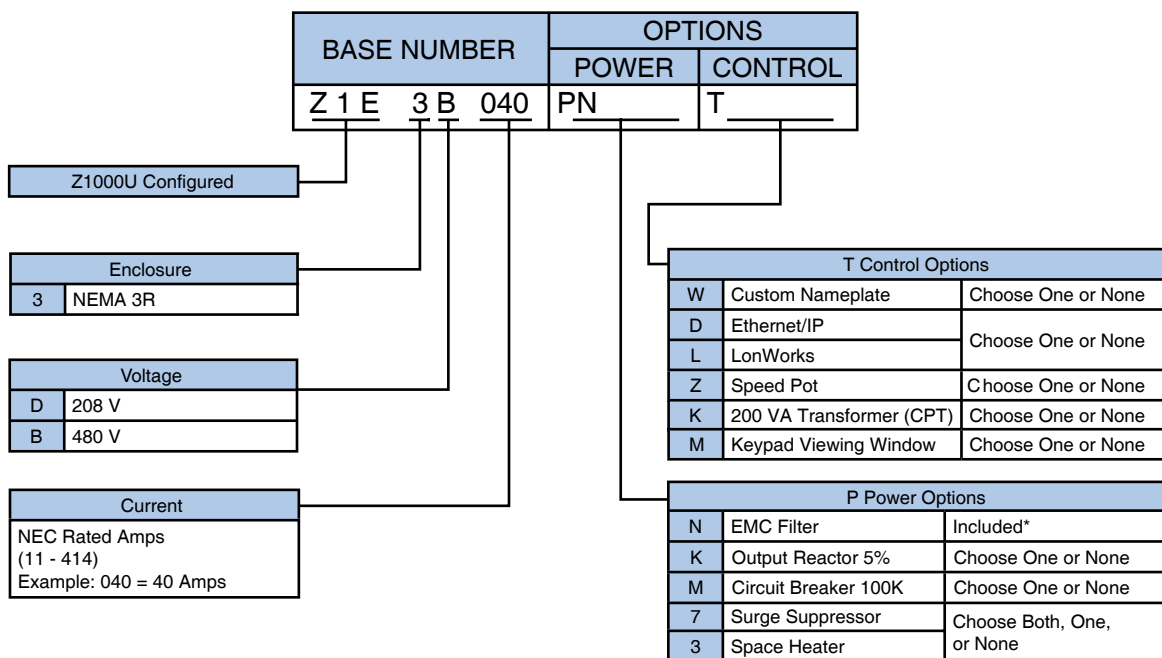 BASE NUMBER
OPTIONS
POWER CONTROL
Z 1 E 3 B 040 PN T
Z1000U Configured
Enclosure
3 NEMA 3R
Voltage
D 208 V
B 480 V
Current
NEC Rated Amps
(11 - 414)
Example: 040 = 40 Amps
T Control Options
W Custom Nameplate Choose One or None
D Ethernet/IP
Choose One or None
L LonWorks
Z Speed Pot Choose One or None
K 200 VA Transformer (CPT) Choose One or None
M Keypad Viewing Window Choose One or None
P Power Options
N EMC Filter Included*
K Output Reactor 5% Choose One or None
M Circuit Breaker 100K Choose One or None
7 Surge Suppressor
Choose Both, One,
or None
3 Space Heater